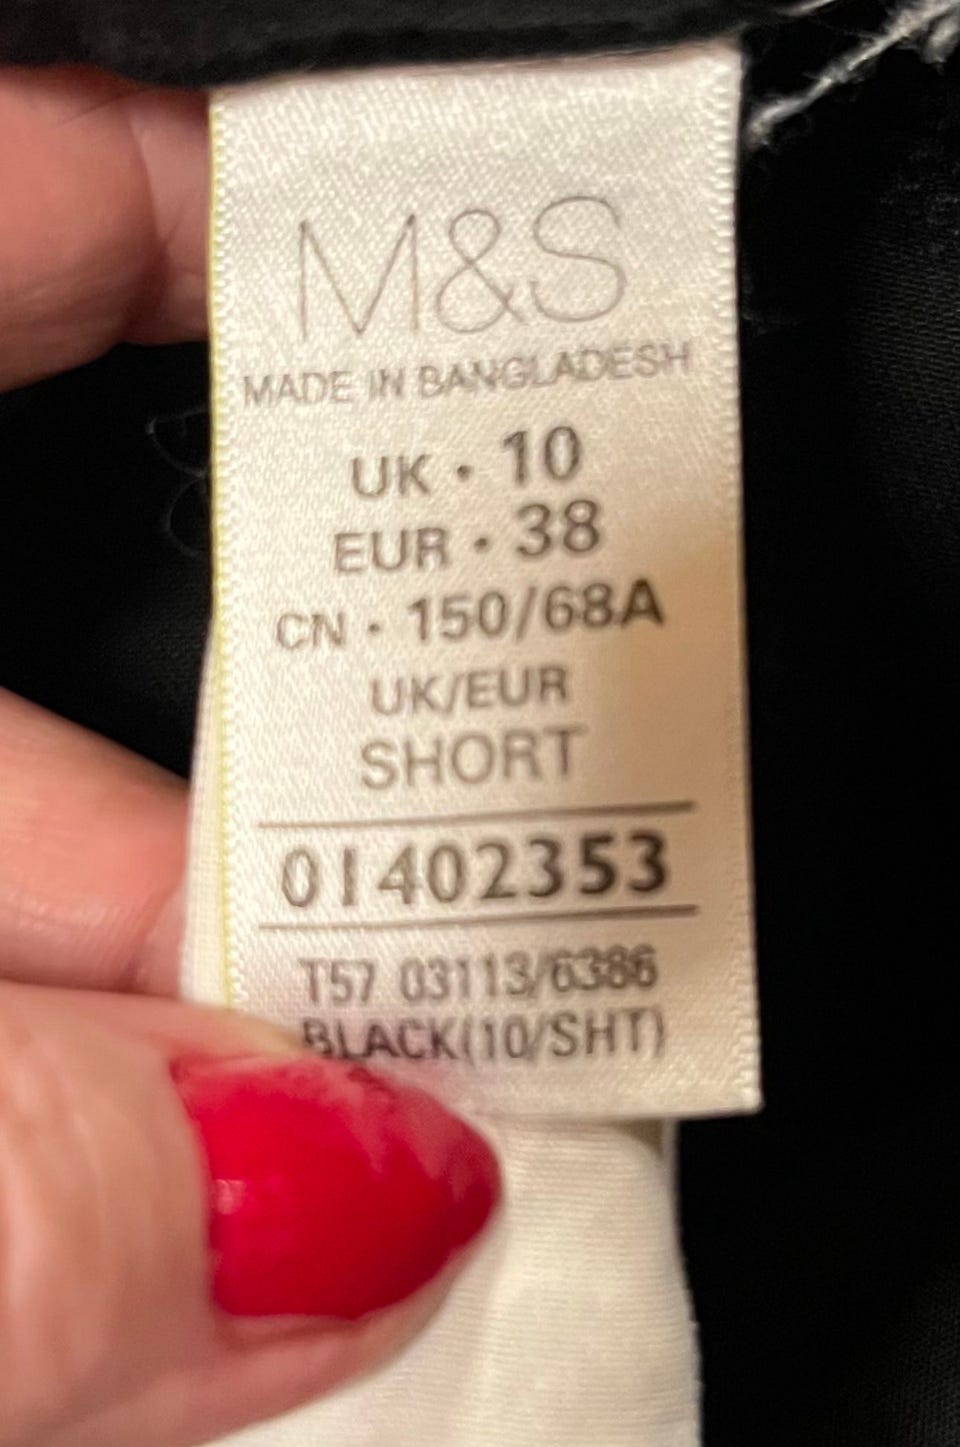 M&S
MADE IN BANGLADESH
UK · 10
EUR · 38
CN · 150/68A
UK/EUR
SHORT
01402353
T57 03113/6386
BLACK(10/SHT)